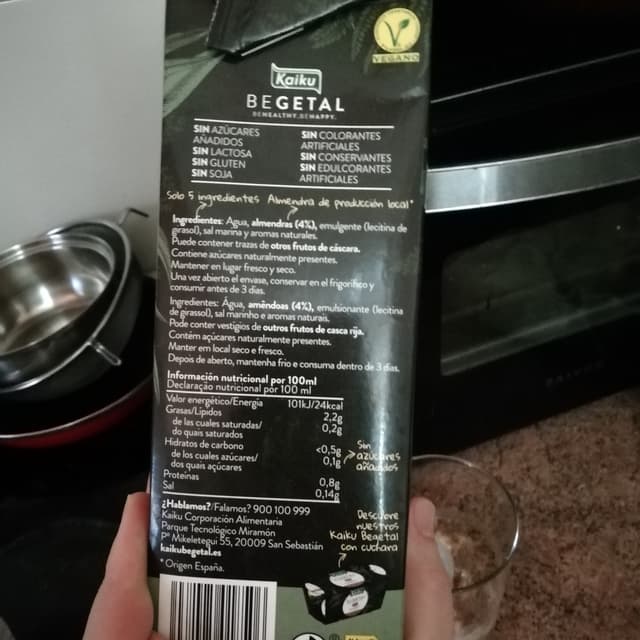 VEGANO
Kaiku
BEGETAL
BEHEALTHY.BEHAPPY.
SIN AZÚCARES
AÑADIDOS
SIN LACTOSA
SIN GLUTEN
SIN SOJA
SIN COLORANTES
ARTIFICIALES
SIN CONSERVANTES
SIN EDULCORANTES
ARTIFICIALES
Solo 5 ingredientes Almendra de producción local*
Ingredientes: Agua, almendras (4%), emulgente (lecitina de
girasol), sal marina y aromas naturales.
Puede contener trazas de otros frutos de cáscara.
Contiene azúcares naturalmente presentes.
Mantener en lugar fresco y seco.
Una vez abierto el envase, conservar en el frigorífico y
consumir antes de 3 días.
Ingredientes: Água, amêndoas (4%), emulsionante (lecitina
de girassol), sal marinho e aromas naturais.
Pode conter vestígios de outros frutos de casca rija.
Contém açúcares naturalmente presentes.
Manter em local seco e fresco.
Depois de aberto, mantenha frio e consuma dentro de 3 dias.
Información nutricional por 100ml
Declaração nutricional por 100 ml
Valor energético/Energia 101kJ/24kcal
Grasas/Lípidos 2,2g
de las cuales saturadas/ 0,2g
do quais saturados
Hidratos de carbono <0,5g
de los cuales azúcares/ 0,1g
dos quais açúcares
Proteínas 0,8g
Sal 0,14g
Sin
azúcares
añadidos
¿Hablamos?/Falamos? 900 100 999
Kaiku Corporación Alimentaria
Parque Tecnológico Miramón
Pº Mikeletegui 55, 20009 San Sebastián
kaikubegetal.es
*Origen España.
Descubre
nuestros
Kaiku Begetal
con cuchara